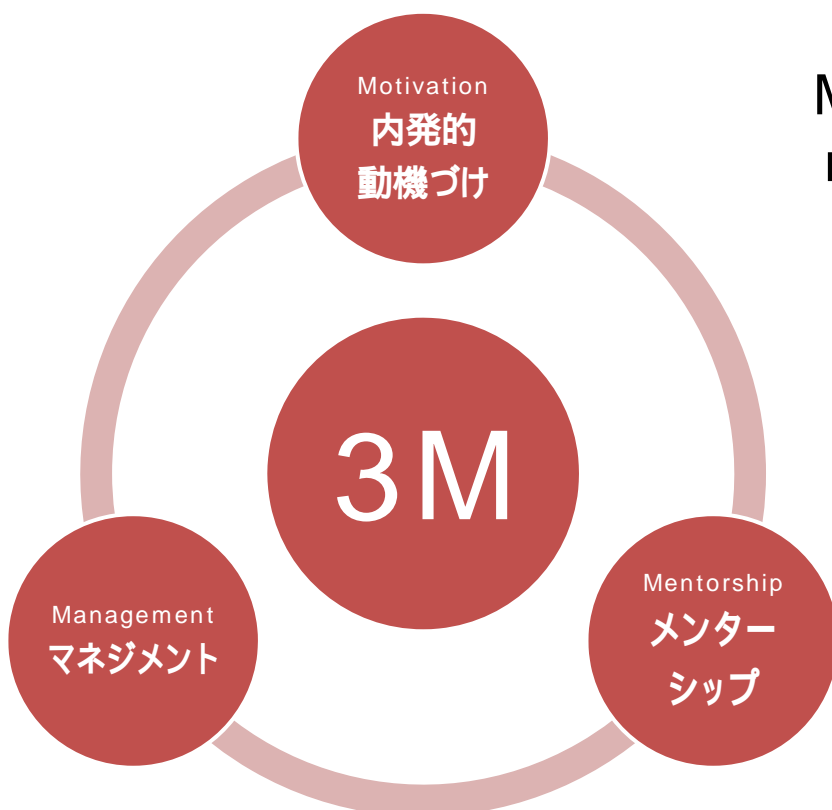 Motivation
内発的
動機づけ
3M
Management
マネジメント
Mentorship
メンター
シップ